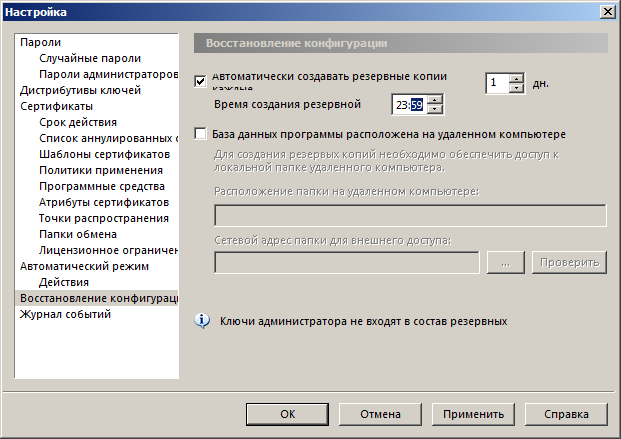 Настройка
Пароли
Случайные пароли
Пароли администраторов
Дистрибутивы ключей
Сертификаты
Срок действия
Список аннулированных с
Шаблоны сертификатов
Политики применения
Программные средства
Атрибуты сертификатов
Точки распространения
Папки обмена
Лицензионное ограничен
Автоматический режим
Действия
Восстановление конфигураци
Журнал событий
Восстановление конфигурации
Автоматически создавать резервные копии каждые 1 дн.
Время создания резервной 23:59
База данных программы расположена на удаленном компьютере
Для создания резевых копий необходимо обеспечить доступ к
локальной папке удаленного компьютера.
Расположение папки на удаленном компьютере:
Сетевой адрес папки для внешнего доступа:
... Проверить
Ключи администратора не входят в состав резервных
OK Отмена Применить Справка